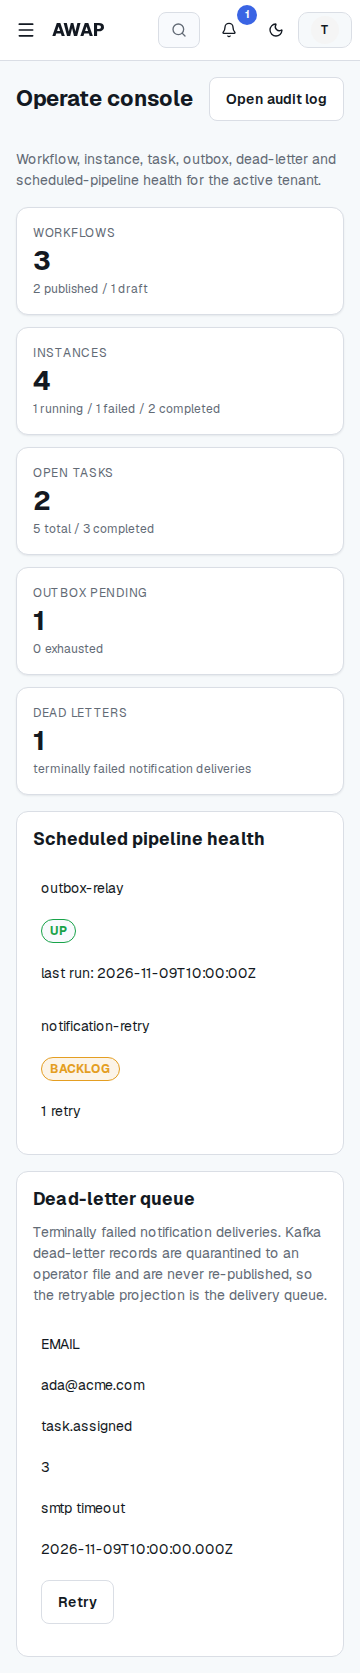 AWAP
1
T
Operate console
Open audit log
Workflow, instance, task, outbox, dead-letter and
scheduled-pipeline health for the active tenant.
WORKFLOWS
3
2 published / 1 draft
INSTANCES
4
1 running / 1 failed / 2 completed
OPEN TASKS
2
5 total / 3 completed
OUTBOX PENDING
1
0 exhausted
DEAD LETTERS
1
terminally failed notification deliveries
Scheduled pipeline health
outbox-relay
UP
last run: 2026-11-09T10:00:00Z
notification-retry
BACKLOG
1 retry
Dead-letter queue
Terminally failed notification deliveries. Kafka
dead-letter records are quarantined to an
operator file and are never re-published, so
the retryable projection is the delivery queue.
EMAIL
ada@acme.com
task.assigned
3
smtp timeout
2026-11-09T10:00:00.000Z
Retry